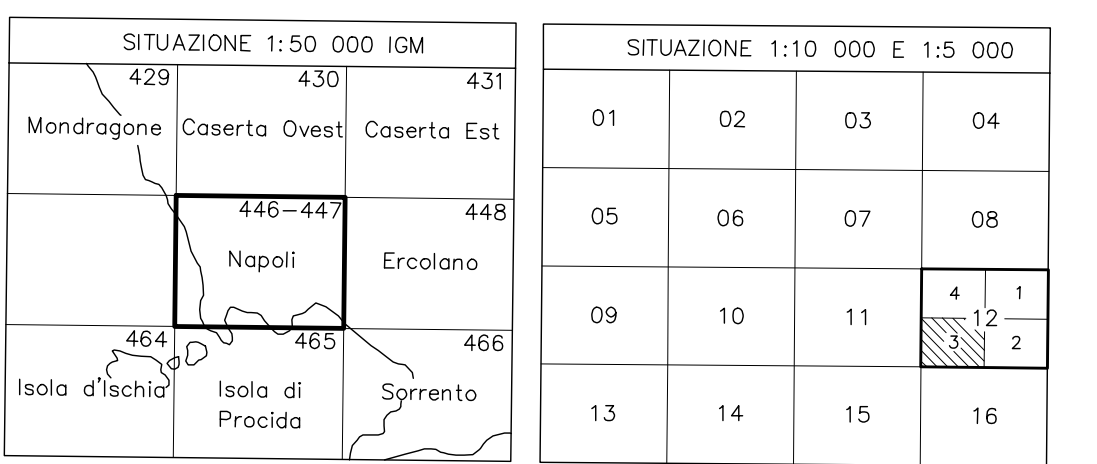 SITUAZIONE 1:50 000 IGM
429 430 431
Mondragone Caserta Ovest Caserta Est
446-447 448
Napoli Ercolano
464 465 466
Isola d'Ischia Isola di Sorrento
Procida
SITUAZIONE 1:10 000 E 1:5 000
01 02 03 04
05 06 07 08
4 1
09 10 11 12
3 2
13 14 15 16